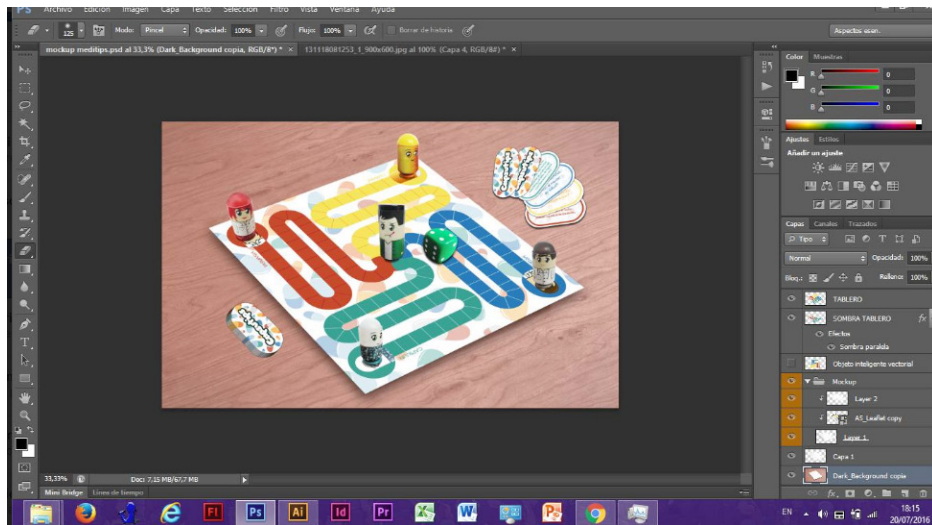 PS Archivo Edición Imagen Capa Texto Selección Filtro Vista Ventana Ayuda
125 Modo: Pincel Opacidad: 100% Flujo: 100% Borrar de historia Aspectos esen.
mockup meditips.psd al 33,3% (Dark_Background copia, RGB/8*) * × 131118081253_1_900x600.jpg al 100% (Capa 4, RGB/8#) * ×
Color Muestras
R 0
G 0
B 0
Ajustes Estilos
Añadir un ajuste
Capas Canales Trazados
Tipo
Normal Opacidad: 100%
Bloq.: Relleno: 100%
TABLERO
SOMBRA TABLERO fx
Efectos
Sombra paralela
Objeto inteligente vectorial
Mockup
Layer 2
AS_Leaflet copy
Layer 1
Capa 1
Dark_Background copia
33,33% Doc: 7,15 MB/67,7 MB
Mini Bridge Línea de tiempo
Fl Ps Ai Id Pr
EN 18:15
20/07/2016